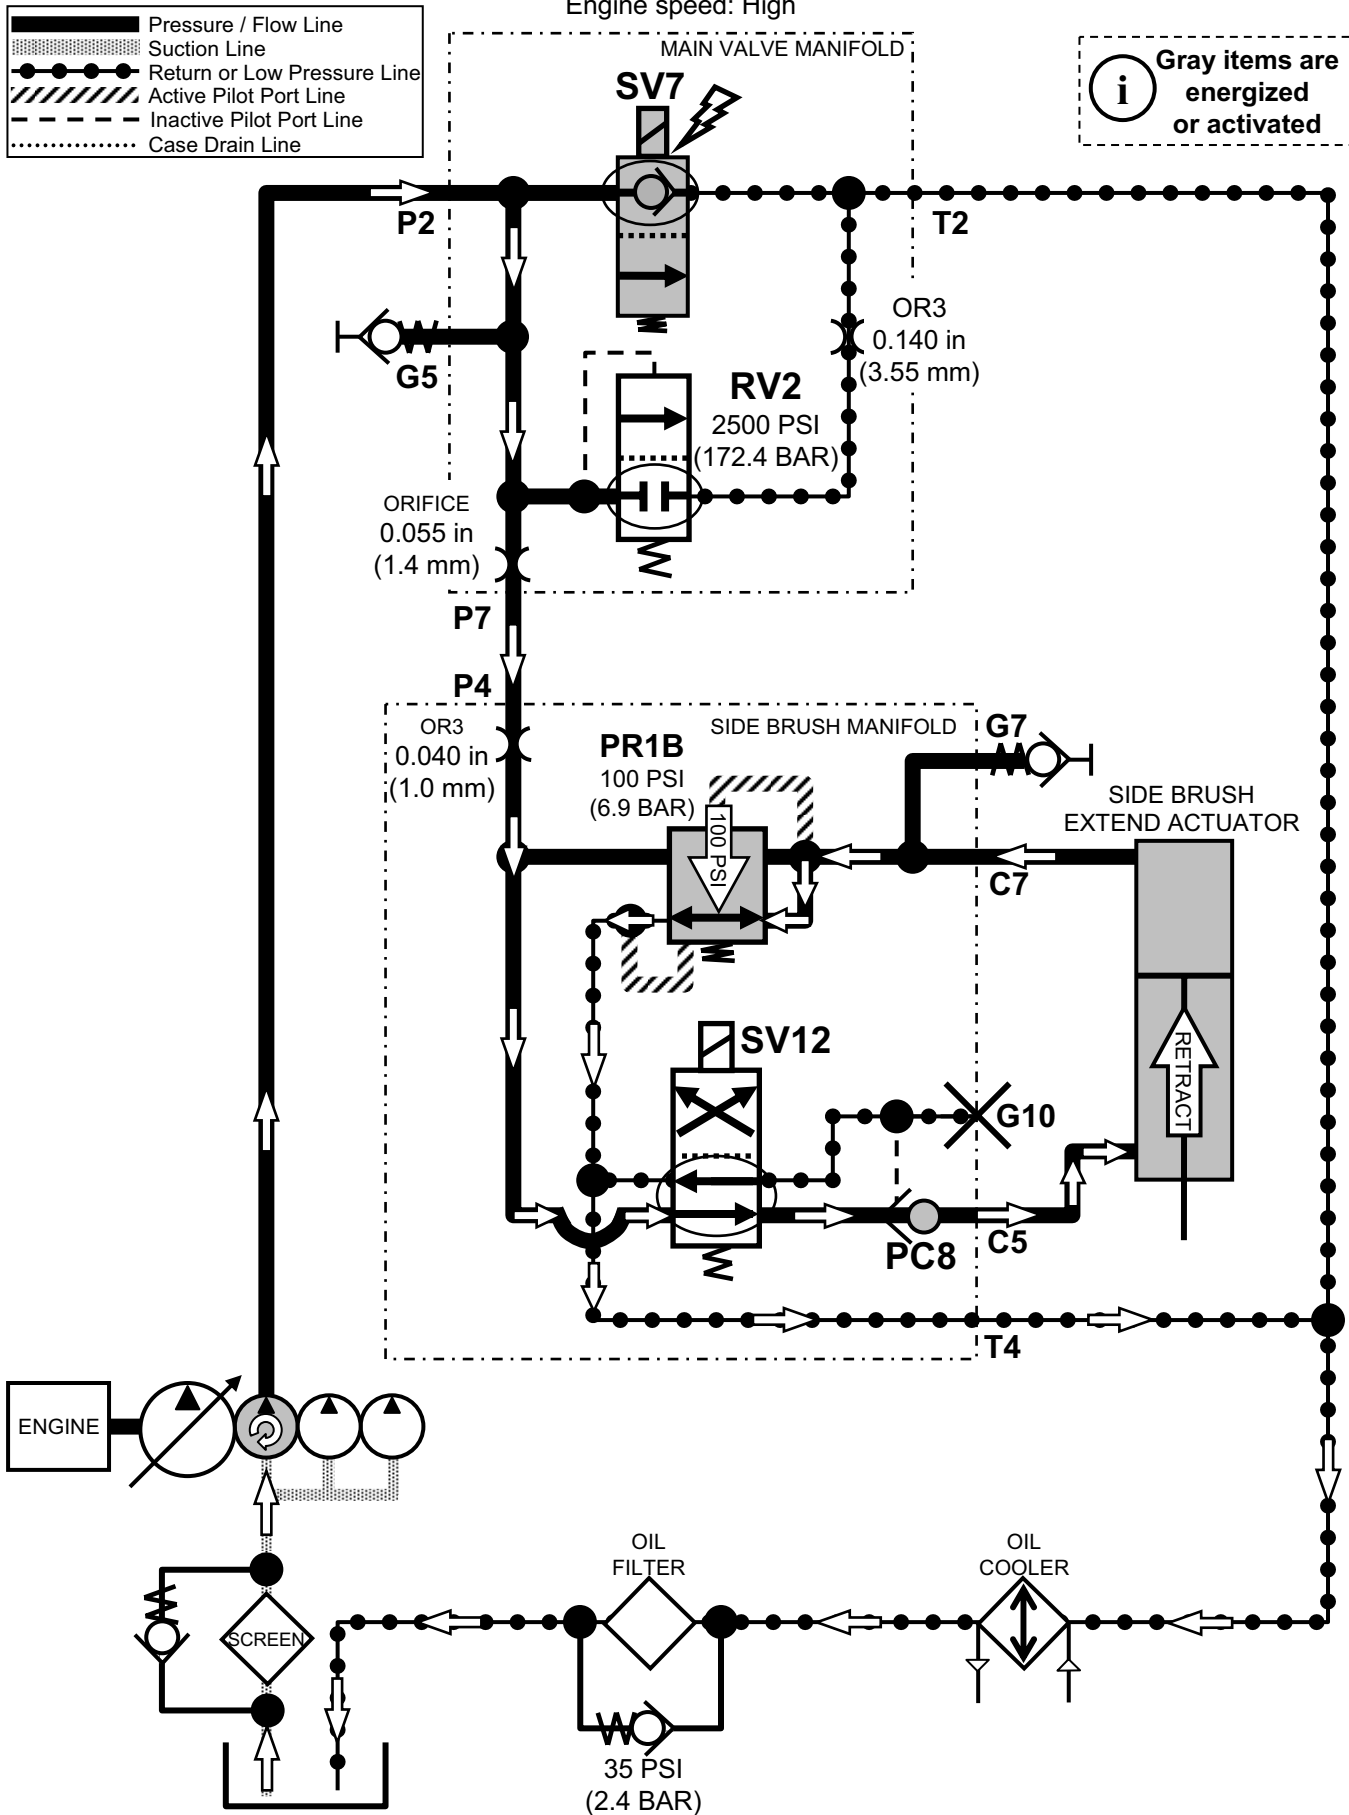 Engine speed: High
Pressure / Flow Line
Suction Line
Return or Low Pressure Line
Active Pilot Port Line
Inactive Pilot Port Line
Case Drain Line
MAIN VALVE MANIFOLD
SV7
i
Gray items are
energized
or activated
P2
T2
G5
OR3
0.140 in
(3.55 mm)
RV2
2500 PSI
(172.4 BAR)
ORIFICE
0.055 in
(1.4 mm)
P7
P4
OR3
0.040 in
(1.0 mm)
SIDE BRUSH MANIFOLD
PR1B
100 PSI
(6.9 BAR)
100 PSI
G7
SIDE BRUSH
EXTEND ACTUATOR
C7
SV12
RETRACT
G10
PC8
C5
T4
ENGINE
SCREEN
OIL
FILTER
OIL
COOLER
35 PSI
(2.4 BAR)